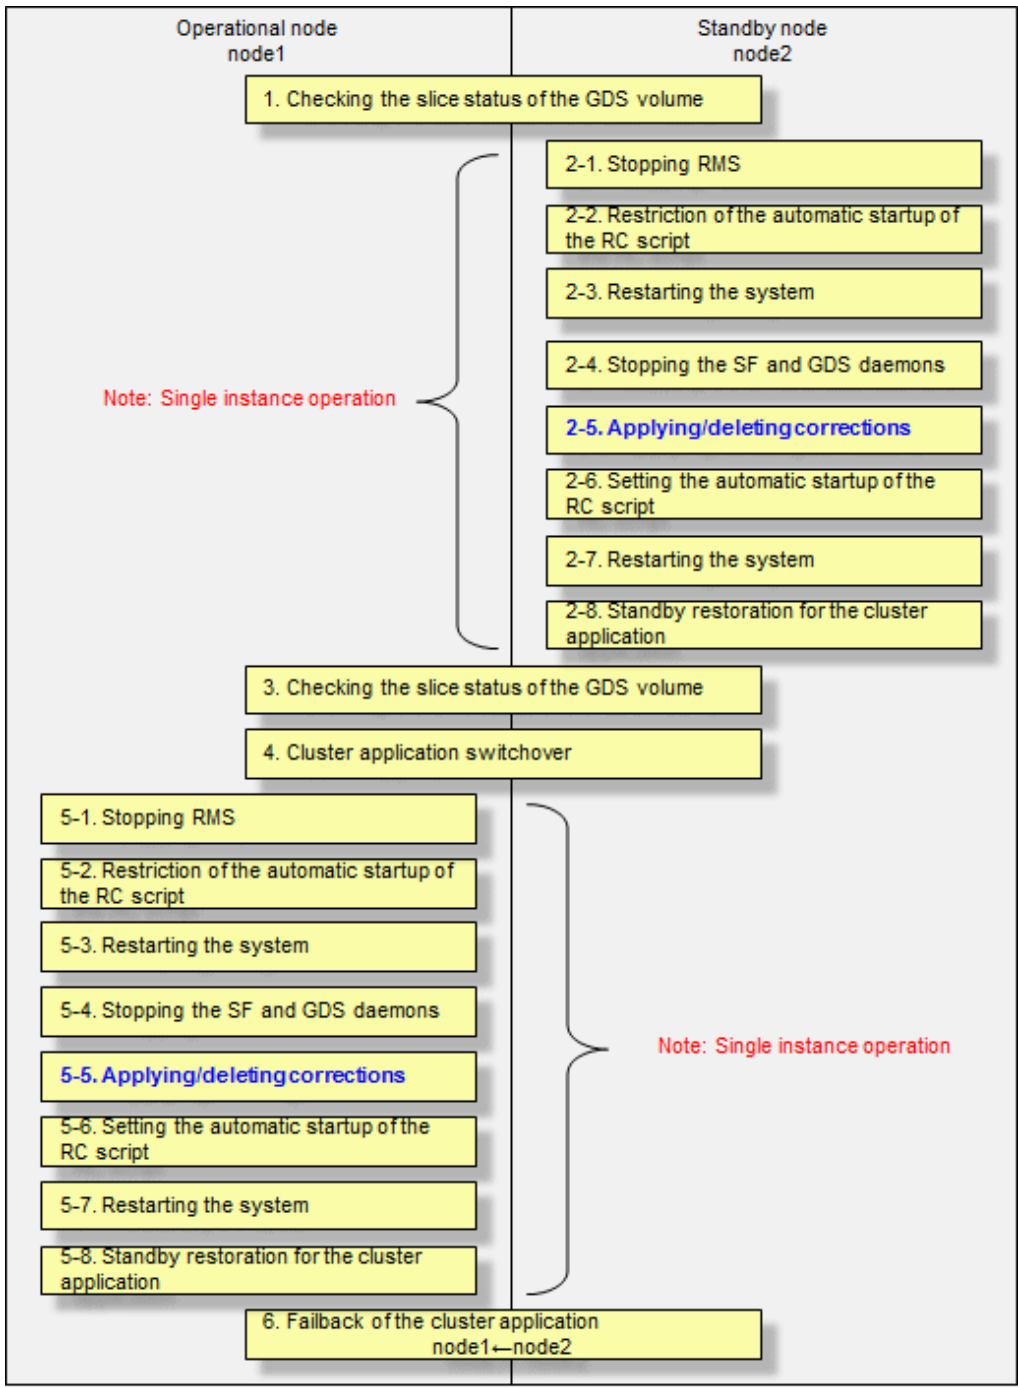 Operational node
node1
Standby node
node2
1. Checking the slice status of the GDS volume
2-1. Stopping RMS
2-2. Restriction of the automatic startup of
the RC script
2-3. Restarting the system
2-4. Stopping the SF and GDS daemons
Note: Single instance operation
2-5. Applying/deleting corrections
2-6. Setting the automatic startup of the
RC script
2-7. Restarting the system
2-8. Standby restoration for the cluster
application
3. Checking the slice status of the GDS volume
4. Cluster application switchover
5-1. Stopping RMS
5-2. Restriction of the automatic startup of
the RC script
5-3. Restarting the system
5-4. Stopping the SF and GDS daemons
Note: Single instance operation
5-5. Applying/deleting corrections
5-6. Setting the automatic startup of the
RC script
5-7. Restarting the system
5-8. Standby restoration for the cluster
application
6. Failback of the cluster application
node1←node2